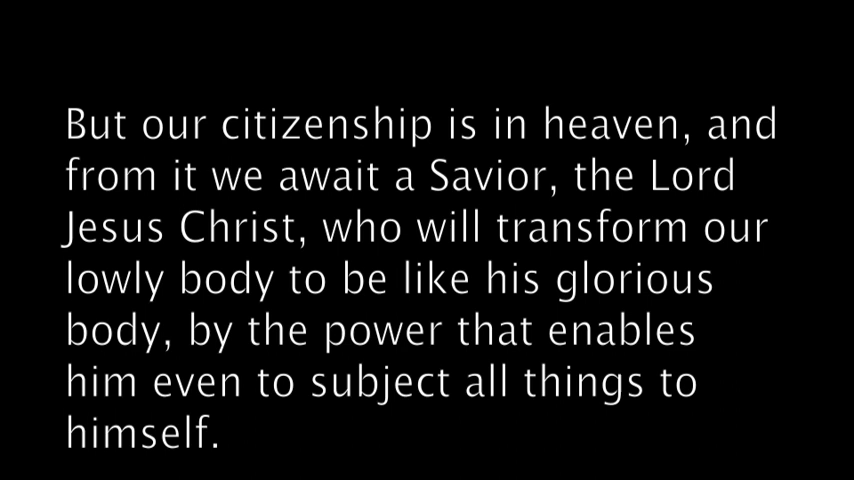 But our citizenship is in heaven, and
from it we await a Savior, the Lord
Jesus Christ, who will transform our
lowly body to be like his glorious
body, by the power that enables
him even to subject all things to
himself.